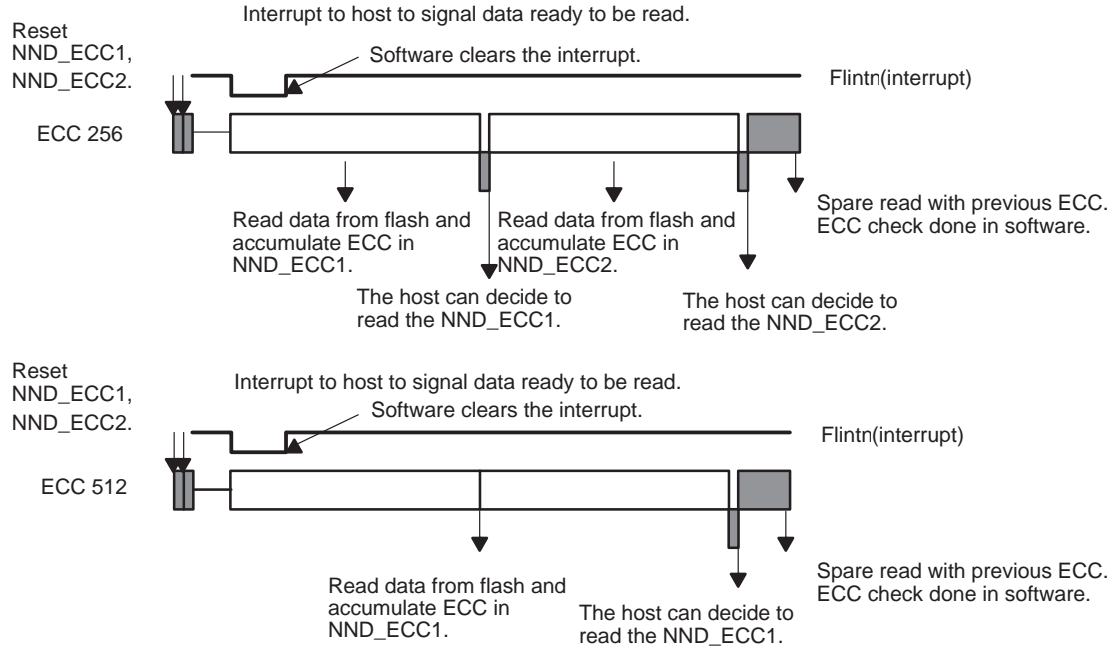 Interrupt to host to signal data ready to be read.
Reset
NND_ECC1,
NND_ECC2.
Software clears the interrupt.
Flintn(interrupt)
ECC 256
Read data from flash and
accumulate ECC in
NND_ECC1.
Read data from flash and
accumulate ECC in
NND_ECC2.
Spare read with previous ECC.
ECC check done in software.
The host can decide to
read the NND_ECC1.
The host can decide to
read the NND_ECC2.
Reset
NND_ECC1,
NND_ECC2.
Interrupt to host to signal data ready to be read.
Software clears the interrupt.
Flintn(interrupt)
ECC 512
Read data from flash and
accumulate ECC in
NND_ECC1.
The host can decide to
read the NND_ECC1.
Spare read with previous ECC.
ECC check done in software.